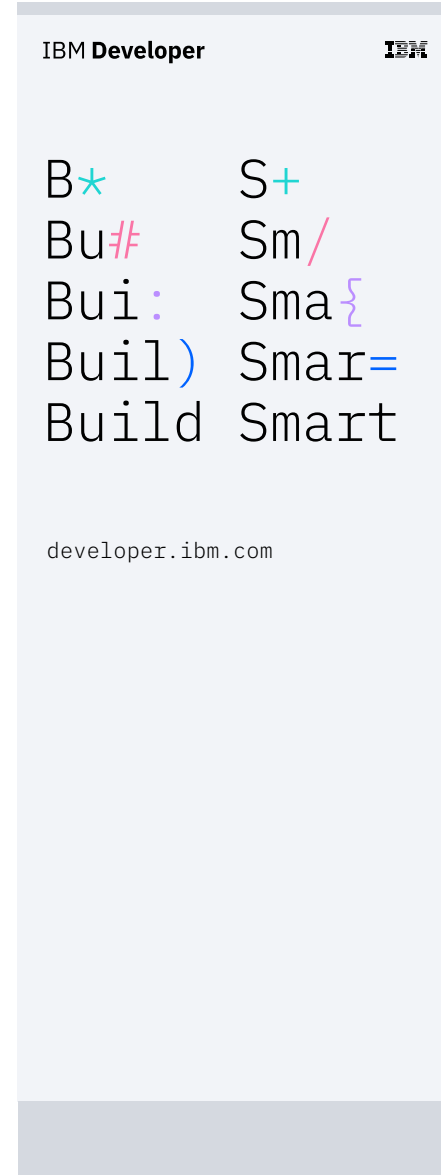 IBM Developer IBM
B* S+
Bu# Sm/
Bui: Sma{
Buil) Smar=
Build Smart
developer.ibm.com